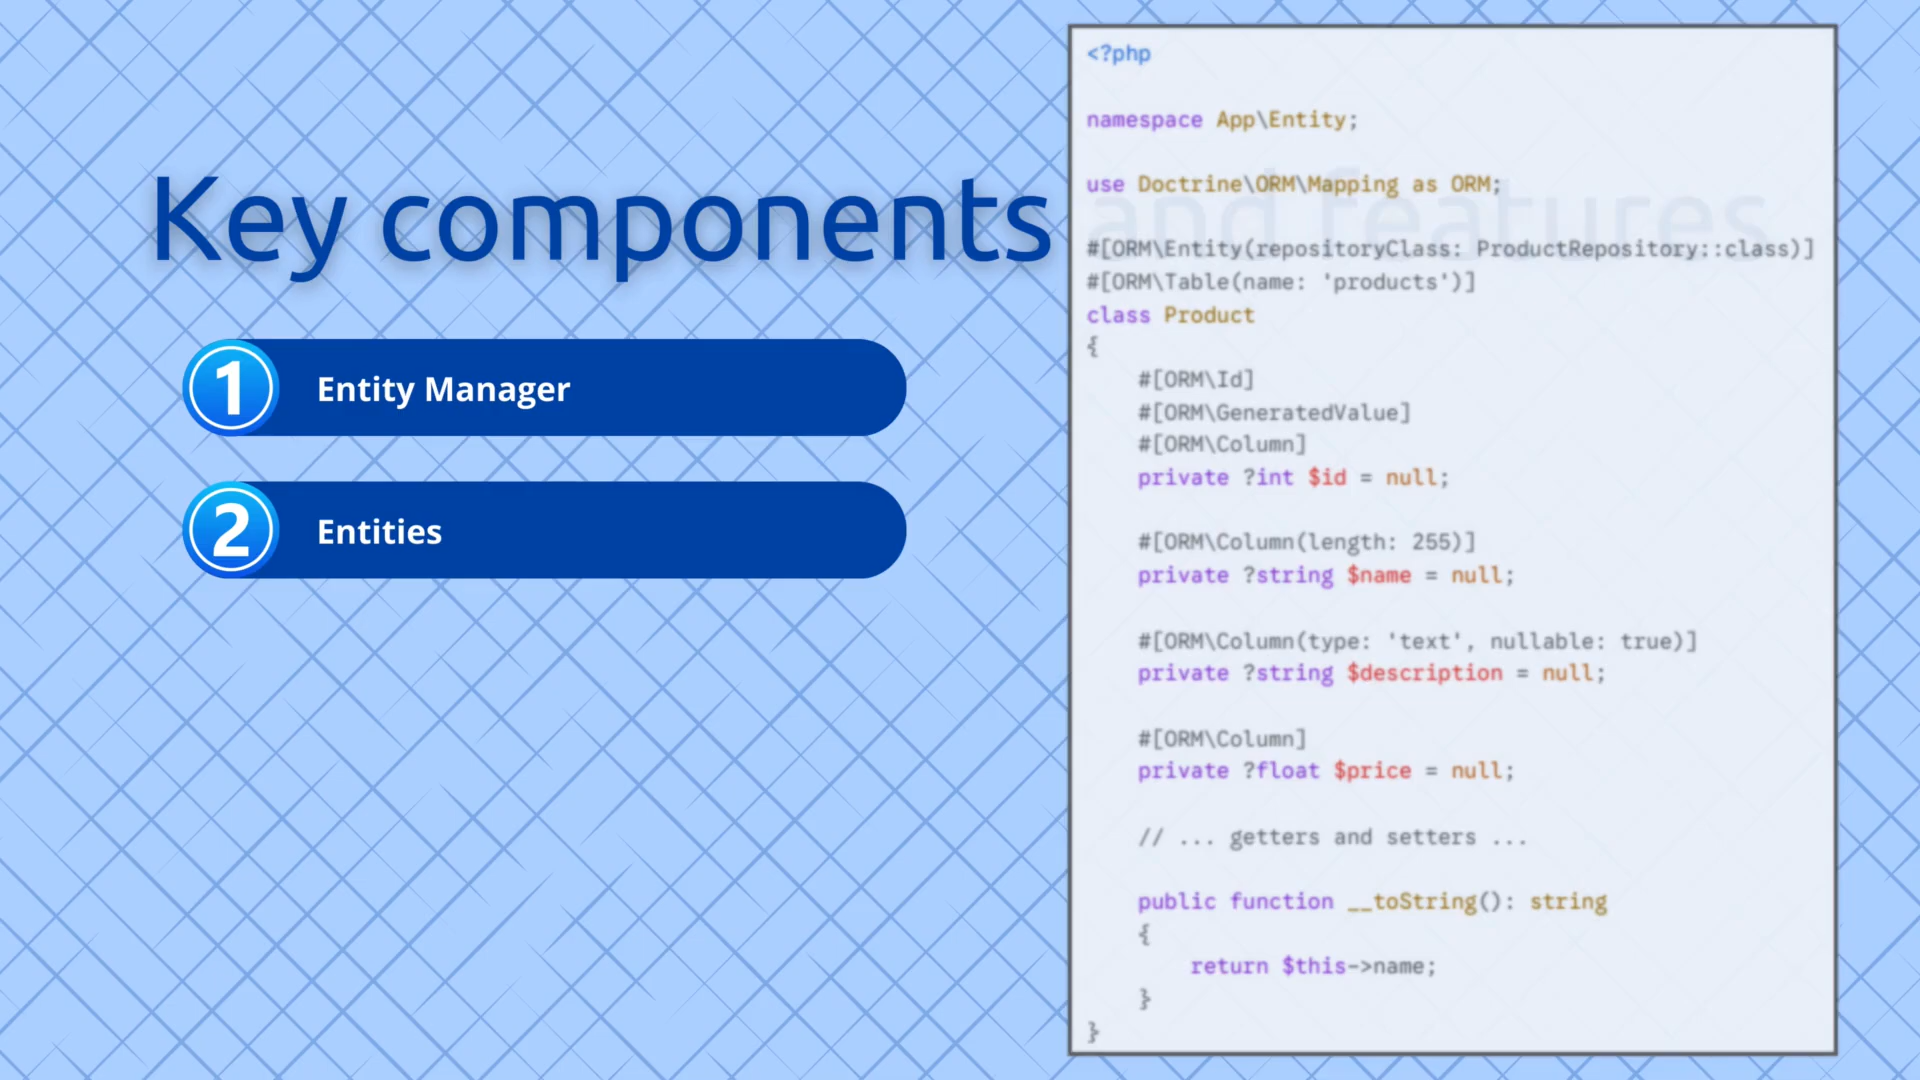 Key components and features
1 Entity Manager
2 Entities
<?php
namespace App\Entity;
use Doctrine\ORM\Mapping as ORM;
#[ORM\Entity(repositoryClass: ProductRepository::class)]
#[ORM\Table(name: 'products')]
class Product
{
#[ORM\Id]
#[ORM\GeneratedValue]
#[ORM\Column]
private ?int $id = null;
#[ORM\Column(length: 255)]
private ?string $name = null;
#[ORM\Column(type: 'text', nullable: true)]
private ?string $description = null;
#[ORM\Column]
private ?float $price = null;
// ... getters and setters ...
public function __toString(): string
{
return $this->name;
}
}